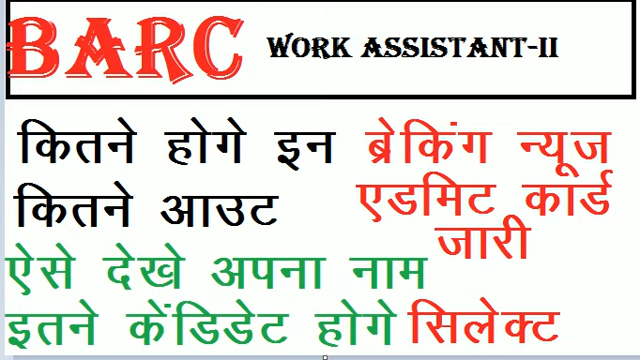 BARC WORK ASSISTANT-II
कितने होगे इन ब्रेकिंग न्यूज
कितने आउट एडमिट कार्ड
जारी
ऐसे देखे अपना नाम
इतने केंडिडेट होगे सिलेक्ट